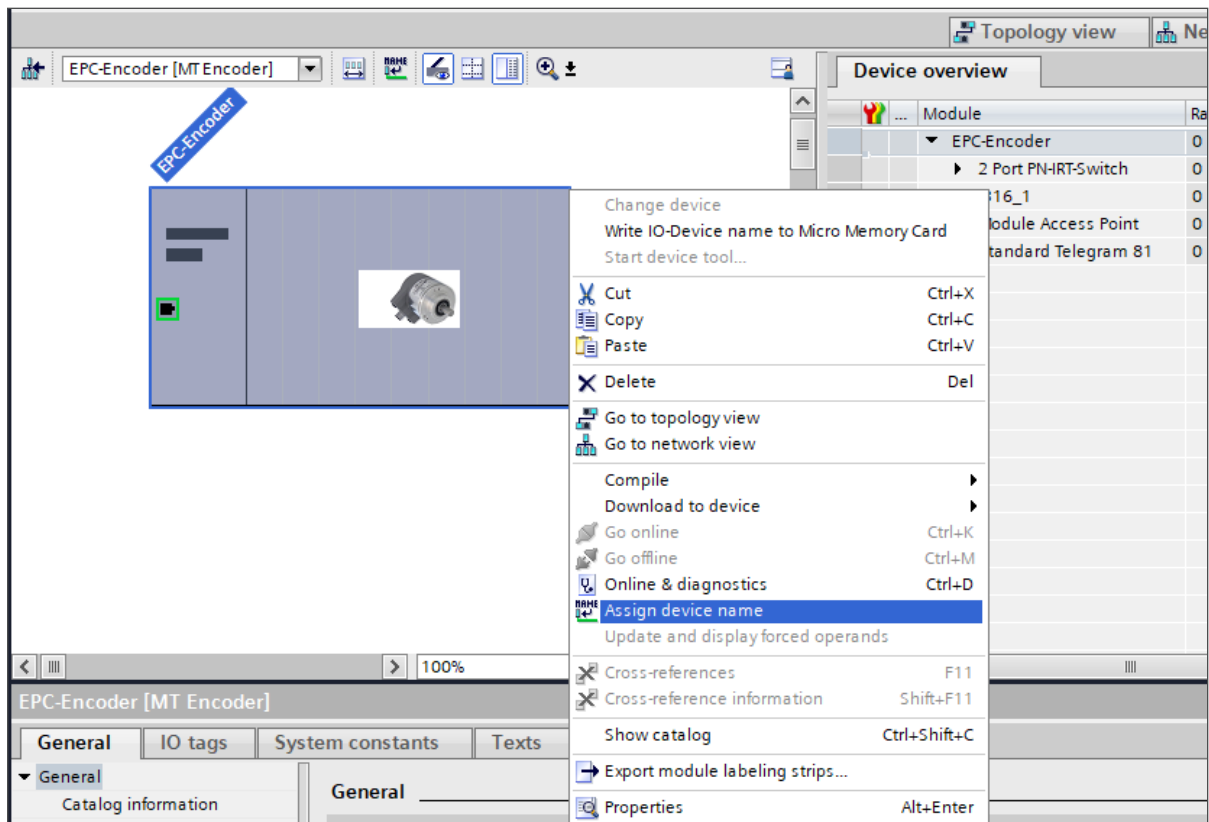 Topology view
Ne
EPC-Encoder [MT Encoder]
NAME
Device overview
EPC-Encoder
... Module Ra
EPC-Encoder 0
2 Port PN-IRT-Switch 0
816_1 0
Module Access Point 0
tandard Telegram 81 0
Change device
Write IO-Device name to Micro Memory Card
Start device tool...
Cut Ctrl+X
Copy Ctrl+C
Paste Ctrl+V
Delete Del
Go to topology view
Go to network view
Compile
Download to device
Go online Ctrl+K
Go offline Ctrl+M
Online & diagnostics Ctrl+D
NAME Assign device name
Update and display forced operands
Cross-references F11
Cross-reference information Shift+F11
Show catalog Ctrl+Shift+C
Export module labeling strips...
Properties Alt+Enter
100%
EPC-Encoder [MT Encoder]
General IO tags System constants Texts
General
Catalog information
General